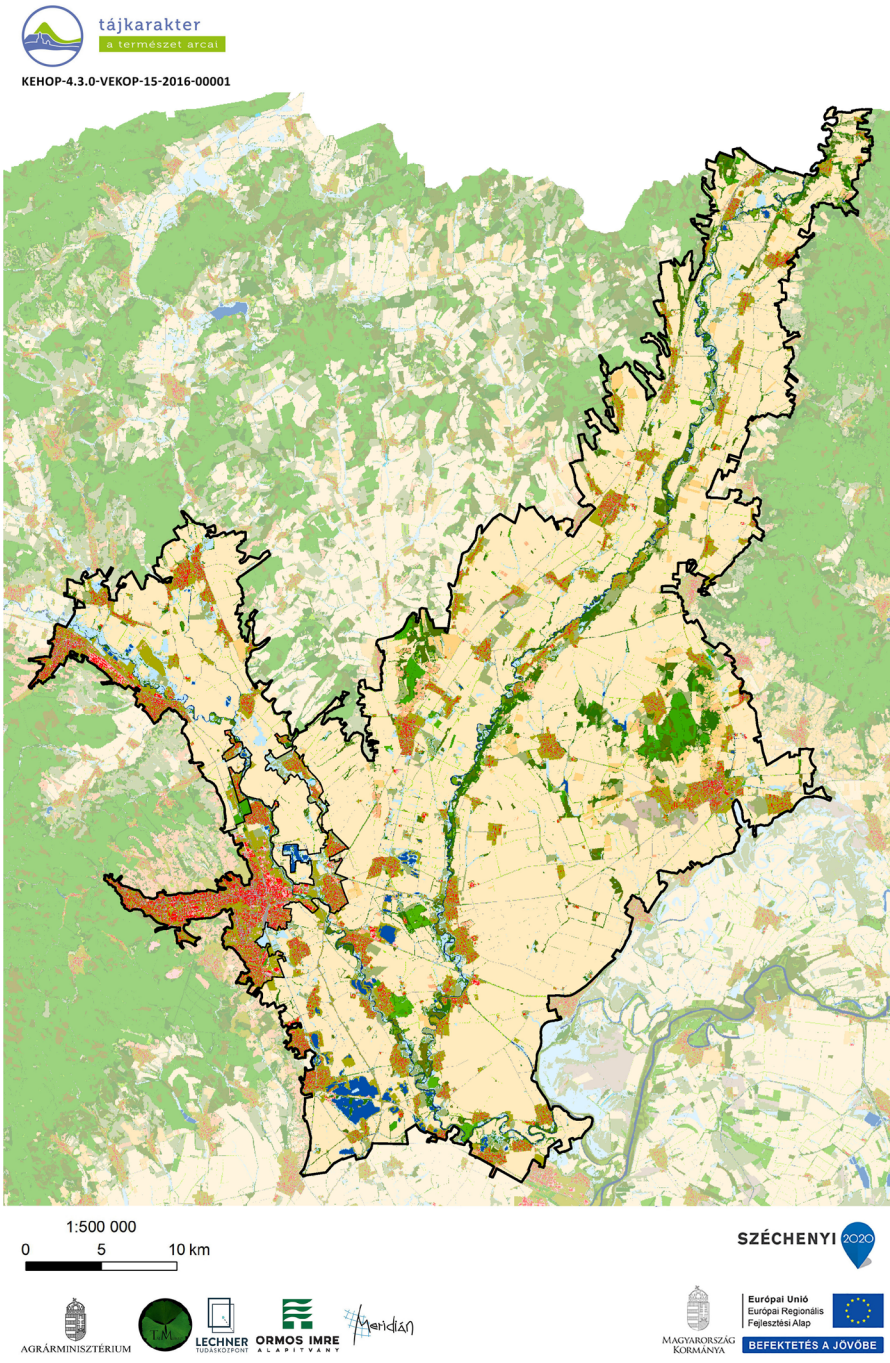 tájkarakter
a természet arcai
KEHOP-4.3.0-VEKOP-15-2016-00001
1:500 000
0 5 10 km
SZÉCHENYI 2020
AGRÁRMINISZTÉRIUM
T.M.
LECHNER
TUDÁSKÖZPONT
ORMOS IMRE
ALAPÍTVÁNY
Meridián
MAGYARORSZÁG
KORMÁNYA
Európai Unió
Európai Regionális
Fejlesztési Alap
BEFEKTETÉS A JÖVŐBE